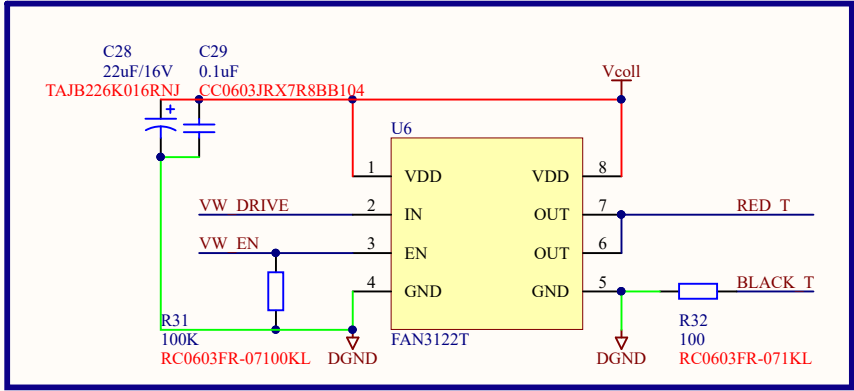 C28
22uF/16V
TAJB226K016RNJ
C29
0.1uF
CC0603JRX7R8BB104
+
Vcoll
U6
1 VDD VDD 8
VW_DRIVE 2 IN OUT 7 RED_T
VW_EN 3 EN OUT 6
4 GND GND 5 BLACK_T
R31
100K
RC0603FR-07100KL
DGND
FAN3122T
DGND
R32
100
RC0603FR-071KL